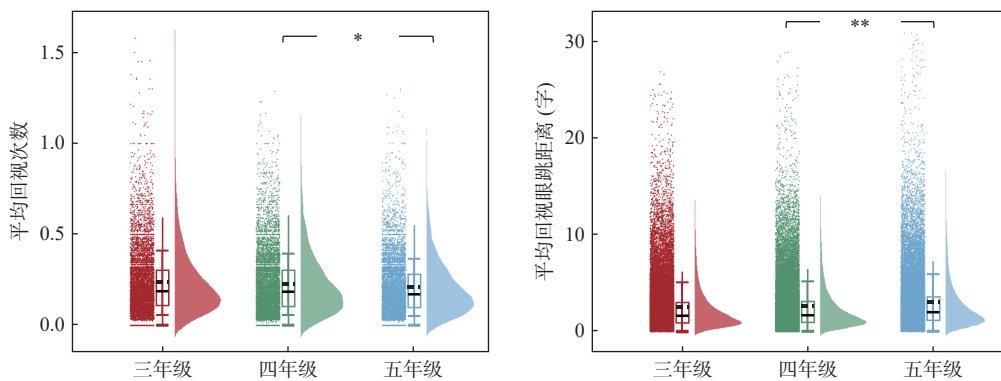 平均回视次数
1.5
1.0
0.5
0.0
*
三年级
四年级
五年级
平均回视眼跳距离 (字)
30
20
10
0
**
三年级
四年级
五年级